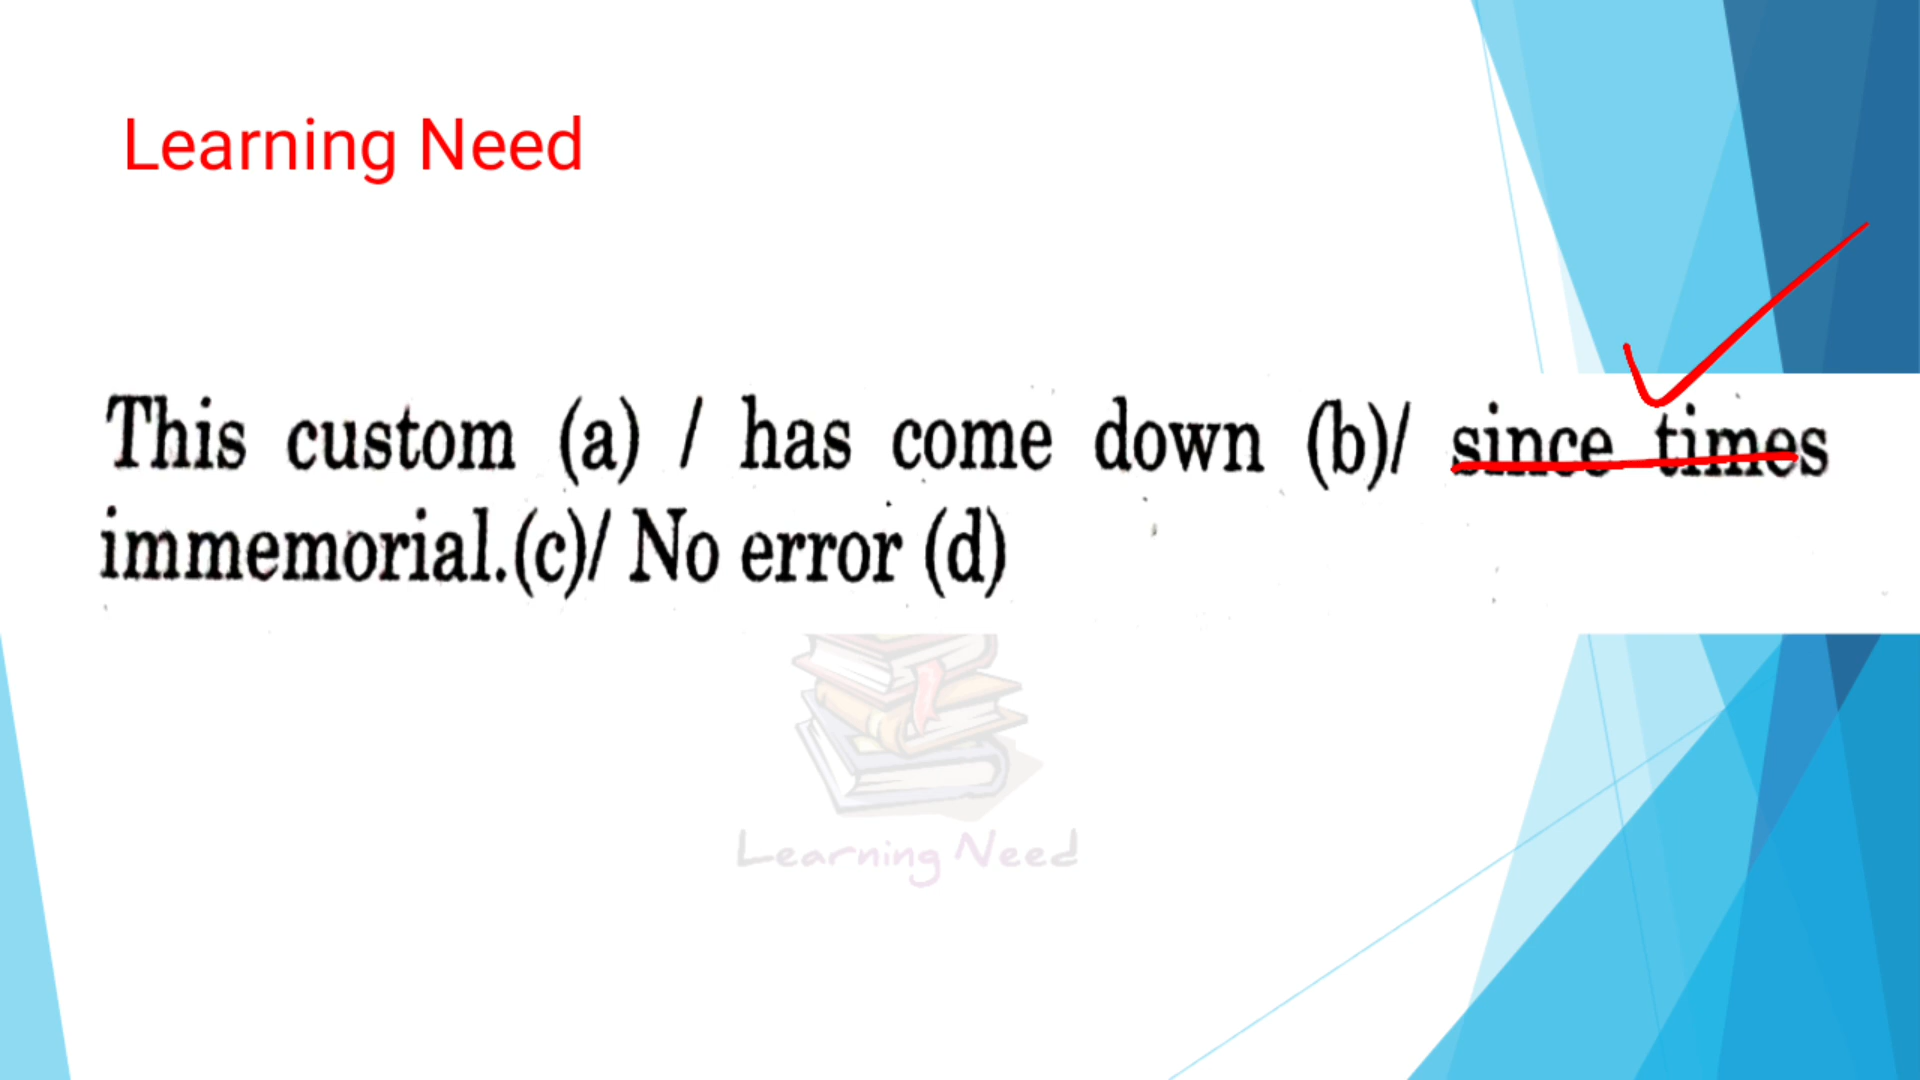 Learning Need
This custom (a) / has come down (b)/ since times
immemorial.(c)/ No error (d)
Learning Need